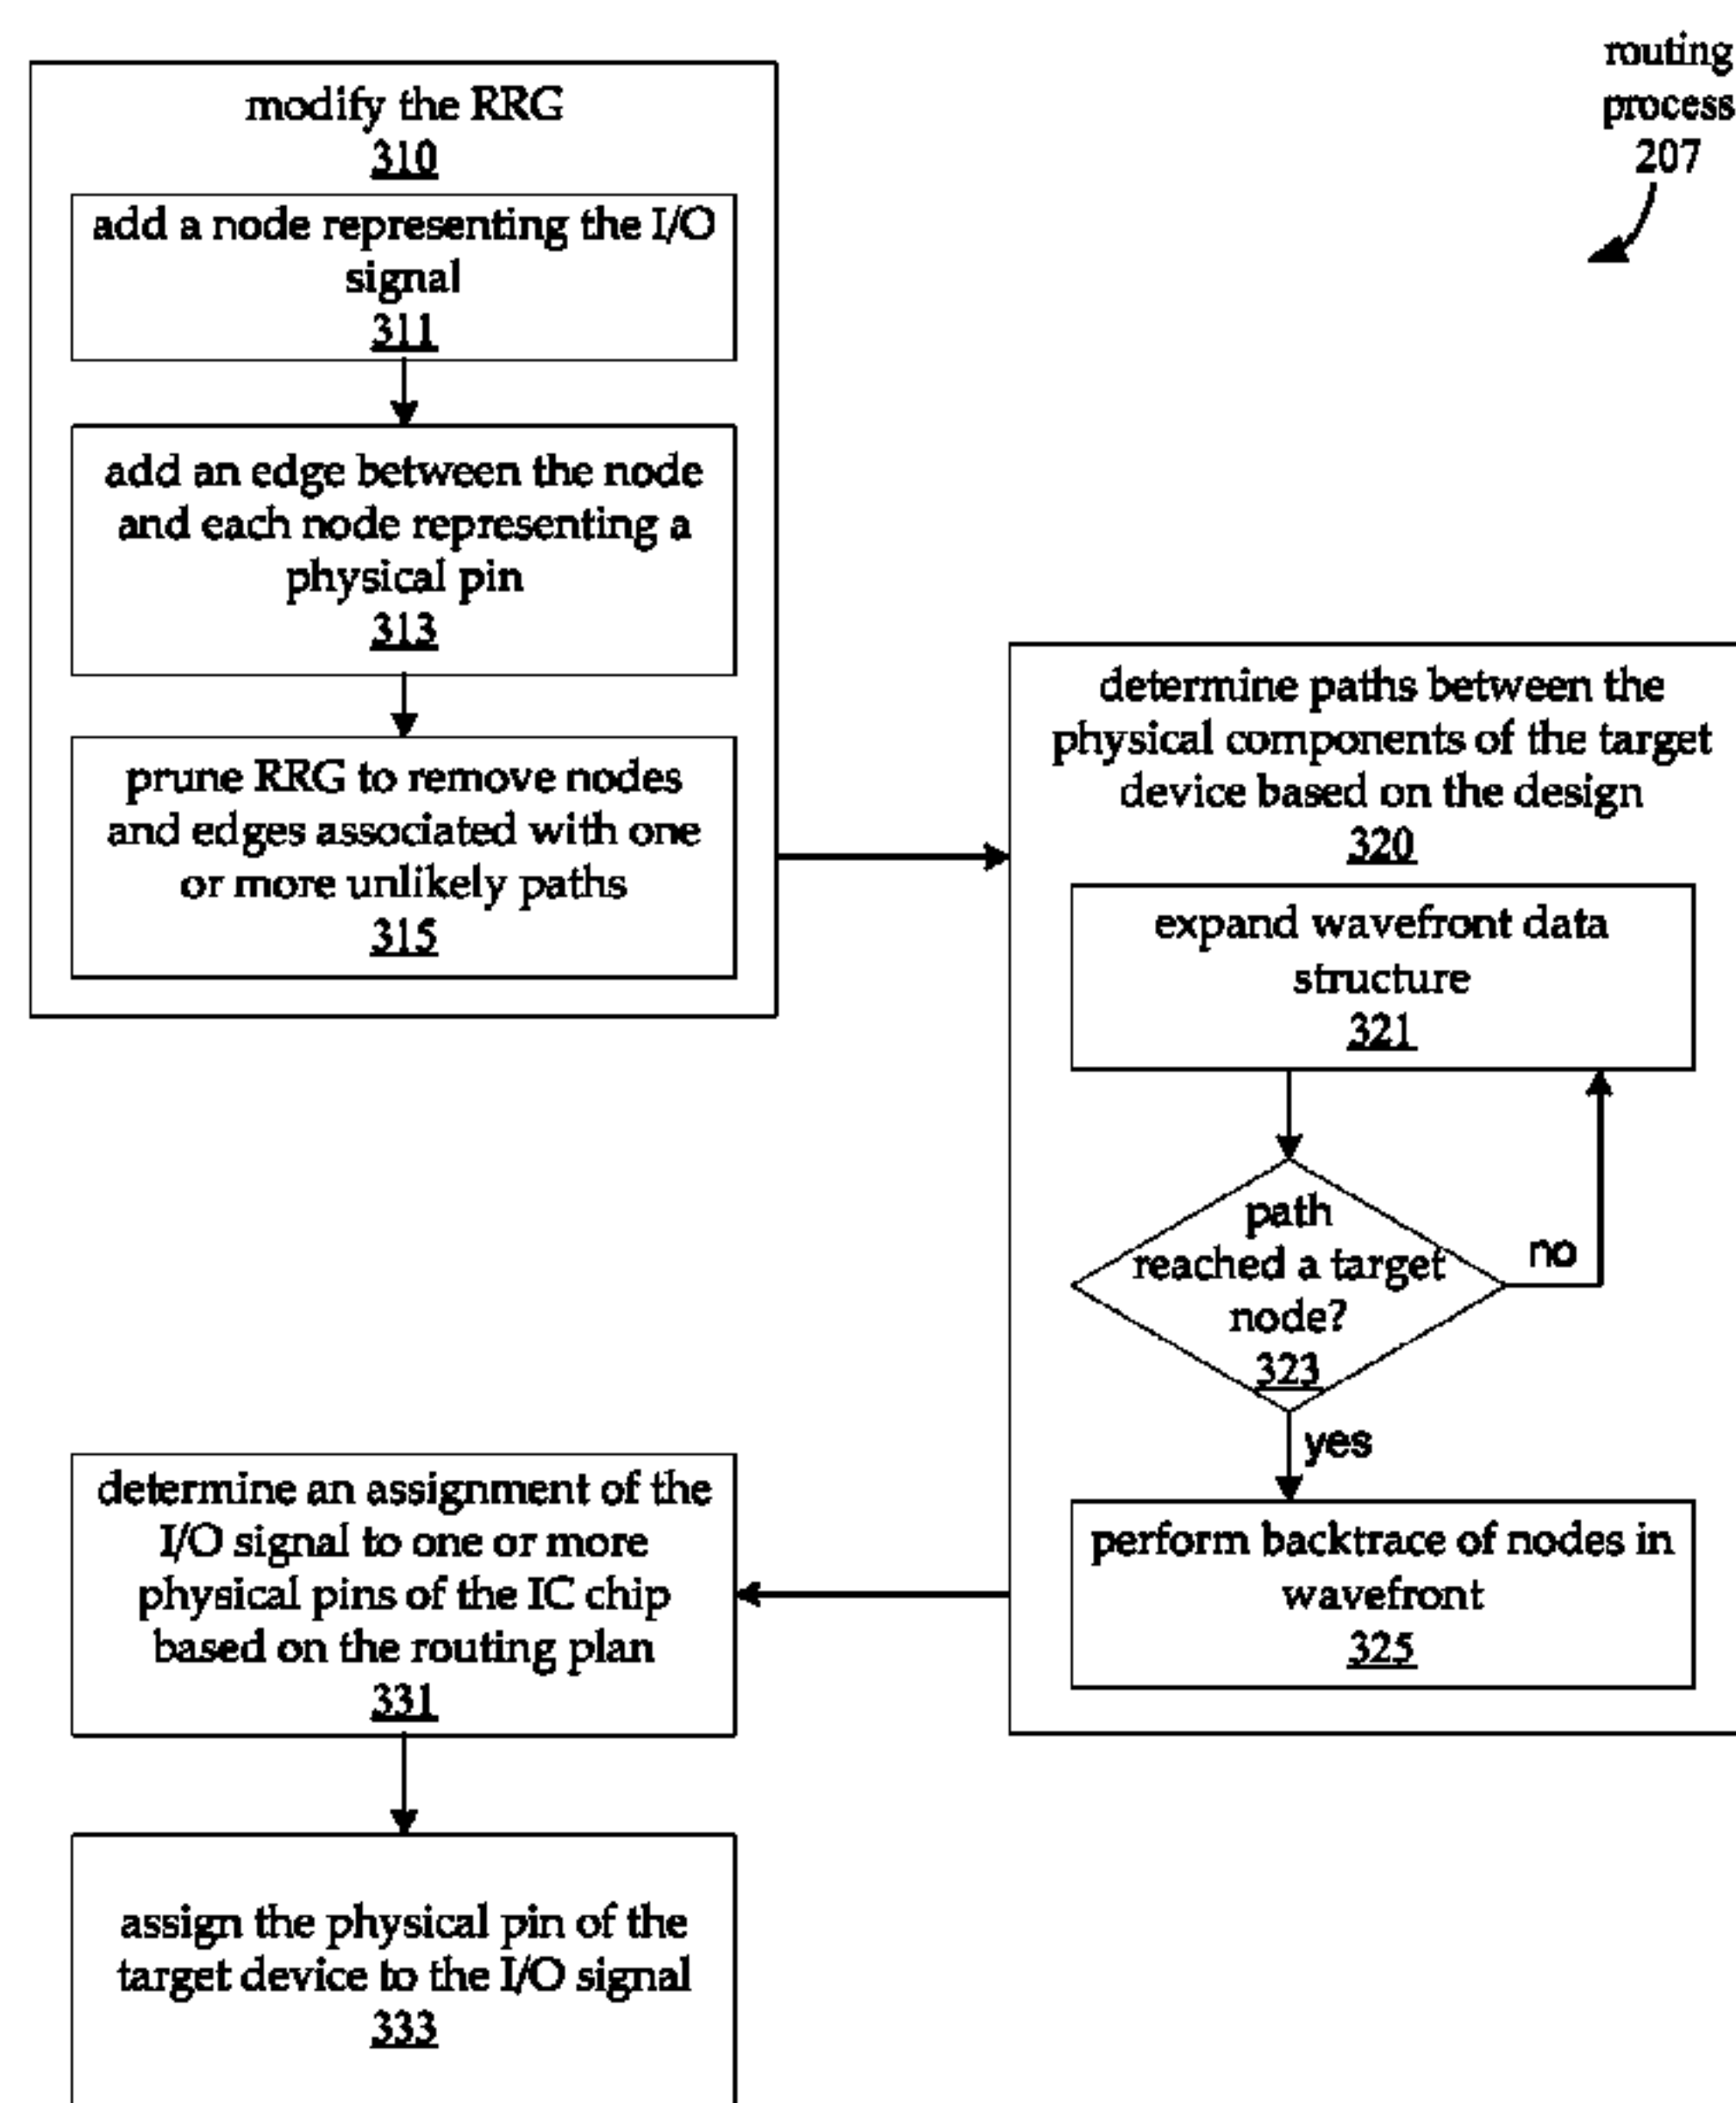 routing
process
207
modify the RRG
310
add a node representing the I/O
signal
311
add an edge between the node
and each node representing a
physical pin
313
prune RRG to remove nodes
and edges associated with one
or more unlikely paths
315
determine paths between the
physical components of the target
device based on the design
320
expand wavefront data
structure
321
path
reached a target
node?
323
no
yes
perform backtrace of nodes in
wavefront
325
determine an assignment of the
I/O signal to one or more
physical pins of the IC chip
based on the routing plan
331
assign the physical pin of the
target device to the I/O signal
333